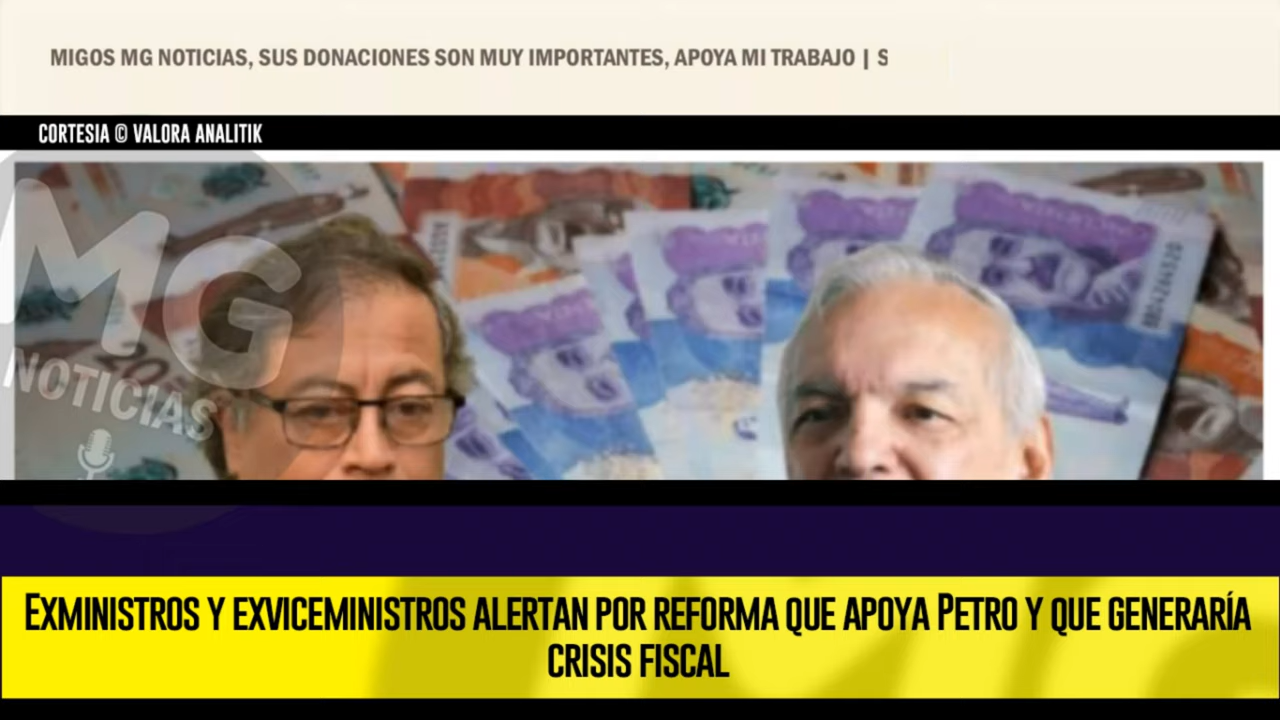 MIGOS MG NOTICIAS, SUS DONACIONES SON MUY IMPORTANTES, APOYA MI TRABAJO | S
CORTESIA © VALORA ANALITIK
MG
NOTICIAS
EXMINISTROS Y EXVICEMINISTROS ALERTAN POR REFORMA QUE APOYA PETRO Y QUE GENERARÍA
CRISIS FISCAL